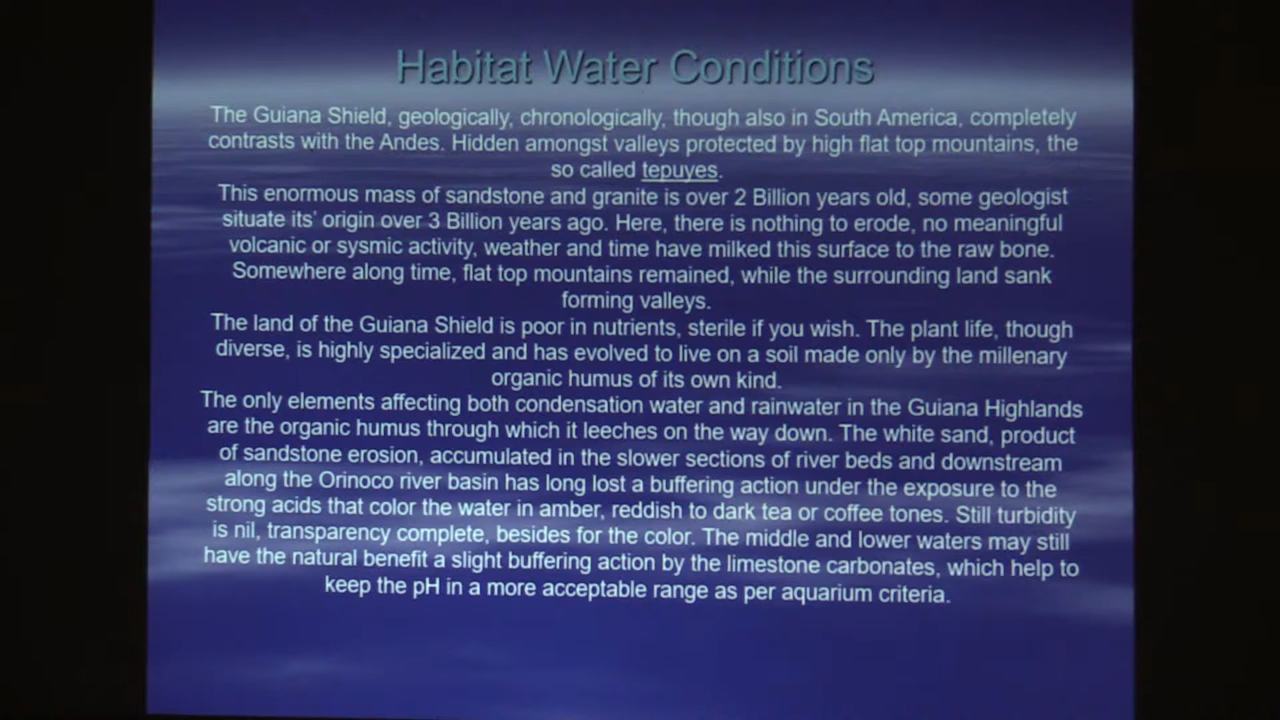 Habitat Water Conditions
The Guiana Shield, geologically, chronologically, though also in South America, completely
contrasts with the Andes. Hidden amongst valleys protected by high flat top mountains, the
so called tepuyes.
This enormous mass of sandstone and granite is over 2 Billion years old, some geologist
situate its' origin over 3 Billion years ago. Here, there is nothing to erode, no meaningful
volcanic or sysmic activity, weather and time have milked this surface to the raw bone.
Somewhere along time, flat top mountains remained, while the surrounding land sank
forming valleys.
The land of the Guiana Shield is poor in nutrients, sterile if you wish. The plant life, though
diverse, is highly specialized and has evolved to live on a soil made only by the millenary
organic humus of its own kind.
The only elements affecting both condensation water and rainwater in the Guiana Highlands
are the organic humus through which it leeches on the way down. The white sand, product
of sandstone erosion, accumulated in the slower sections of river beds and downstream
along the Orinoco river basin has long lost a buffering action under the exposure to the
strong acids that color the water in amber, reddish to dark tea or coffee tones. Still turbidity
is nil, transparency complete, besides for the color. The middle and lower waters may still
have the natural benefit a slight buffering action by the limestone carbonates, which help to
keep the pH in a more acceptable range as per aquarium criteria.